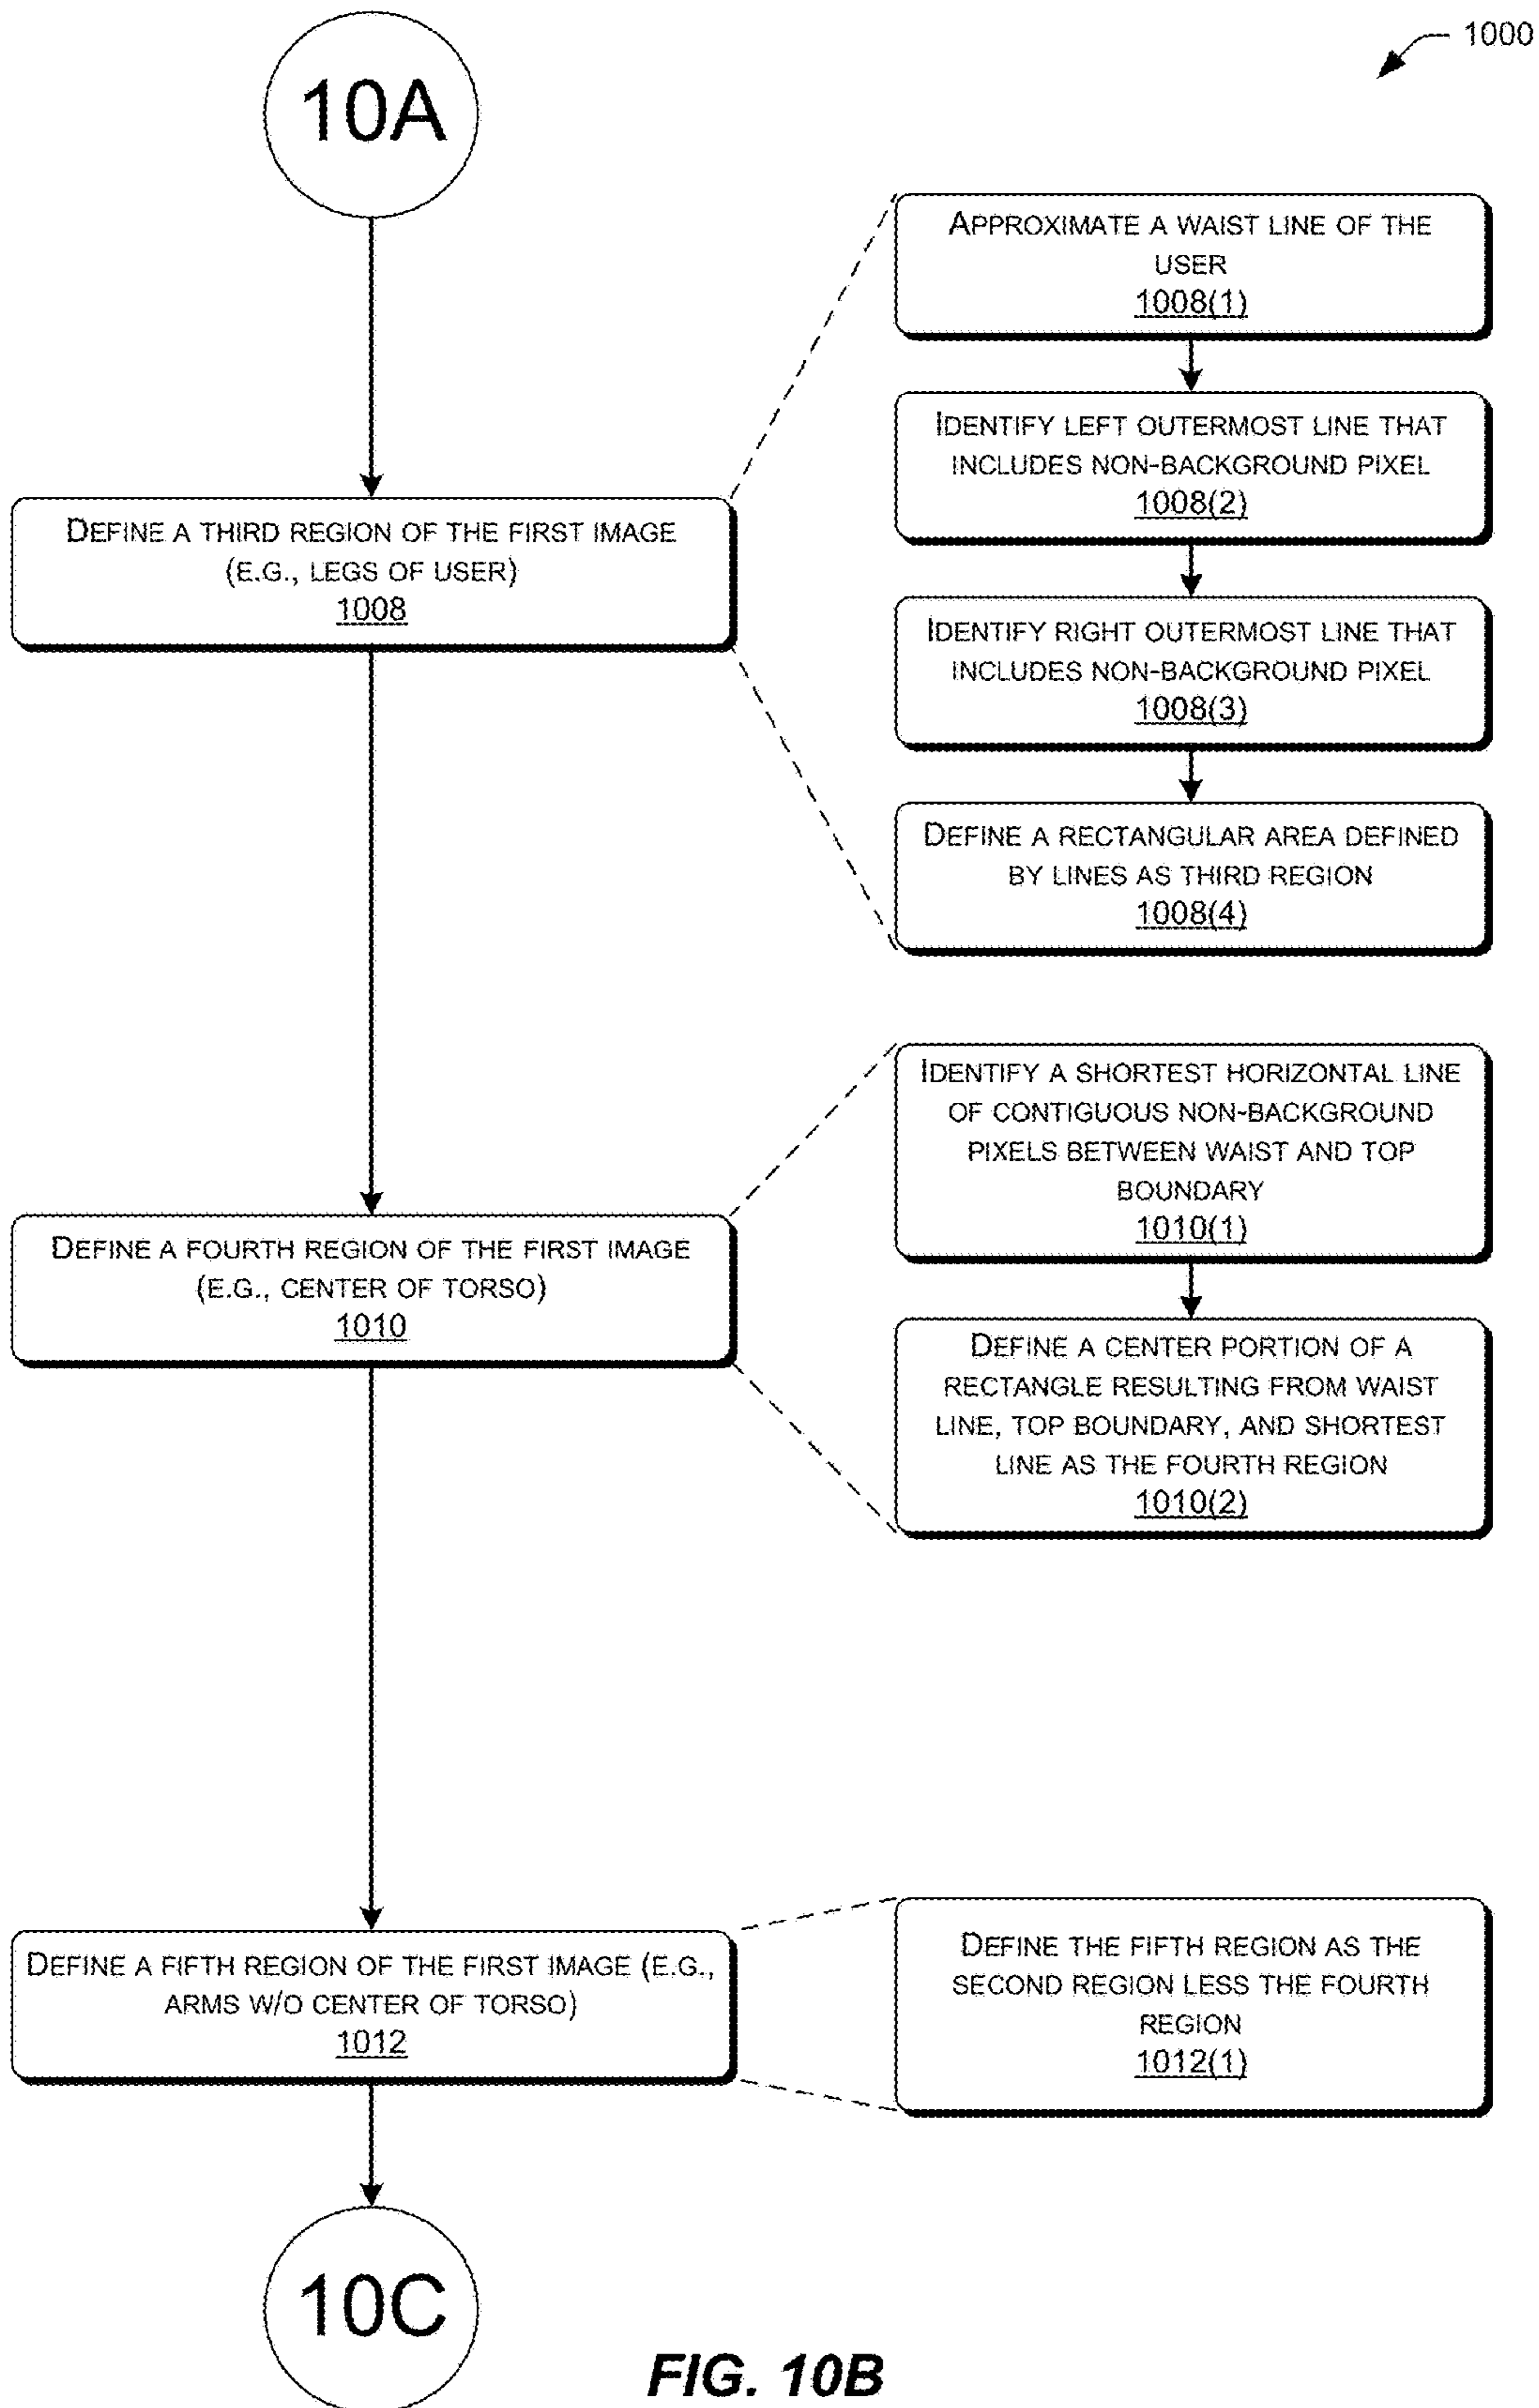 1000
10A
APPROXIMATE A WAIST LINE OF THE
USER
1008(1)
IDENTIFY LEFT OUTERMOST LINE THAT
INCLUDES NON-BACKGROUND PIXEL
1008(2)
DEFINE A THIRD REGION OF THE FIRST IMAGE
(E.G., LEGS OF USER)
1008
IDENTIFY RIGHT OUTERMOST LINE THAT
INCLUDES NON-BACKGROUND PIXEL
1008(3)
DEFINE A RECTANGULAR AREA DEFINED
BY LINES AS THIRD REGION
1008(4)
IDENTIFY A SHORTEST HORIZONTAL LINE
OF CONTIGUOUS NON-BACKGROUND
PIXELS BETWEEN WAIST AND TOP
BOUNDARY
1010(1)
DEFINE A FOURTH REGION OF THE FIRST IMAGE
(E.G., CENTER OF TORSO)
1010
DEFINE A CENTER PORTION OF A
RECTANGLE RESULTING FROM WAIST
LINE, TOP BOUNDARY, AND SHORTEST
LINE AS THE FOURTH REGION
1010(2)
DEFINE A FIFTH REGION OF THE FIRST IMAGE (E.G.,
ARMS W/O CENTER OF TORSO)
1012
DEFINE THE FIFTH REGION AS THE
SECOND REGION LESS THE FOURTH
REGION
1012(1)
10C
FIG. 10B